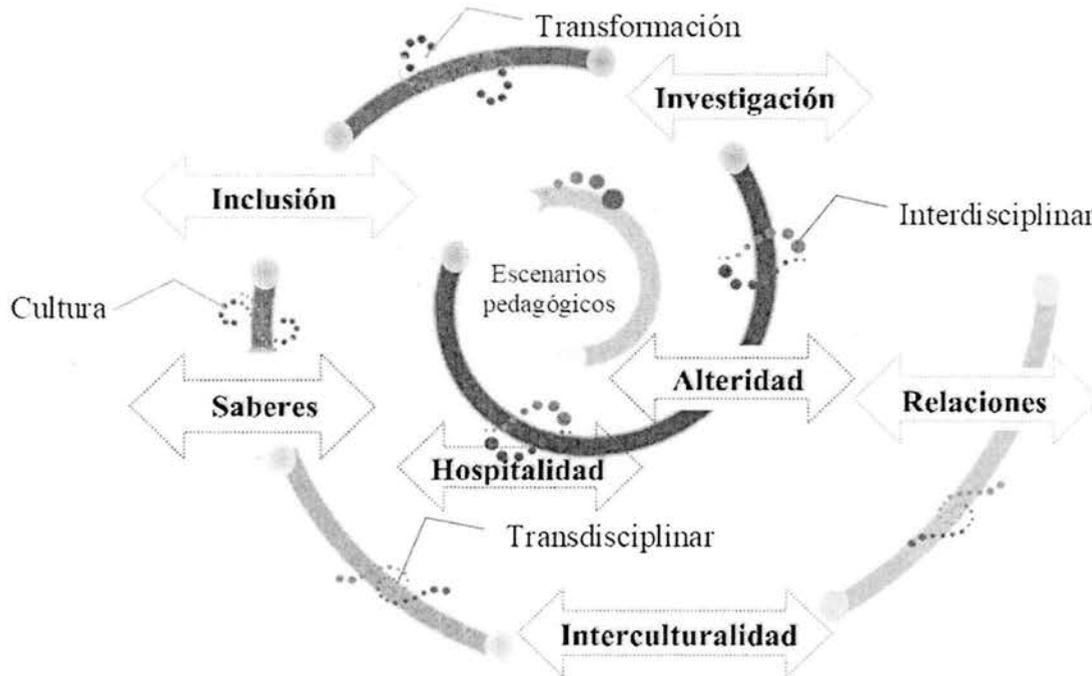 Transformación
Investigación
Inclusión
Interdisciplinar
Escenarios
pedagógicos
Cultura
Alteridad
Saberes
Relaciones
Hospitalidad
Transdisciplinar
Interculturalidad